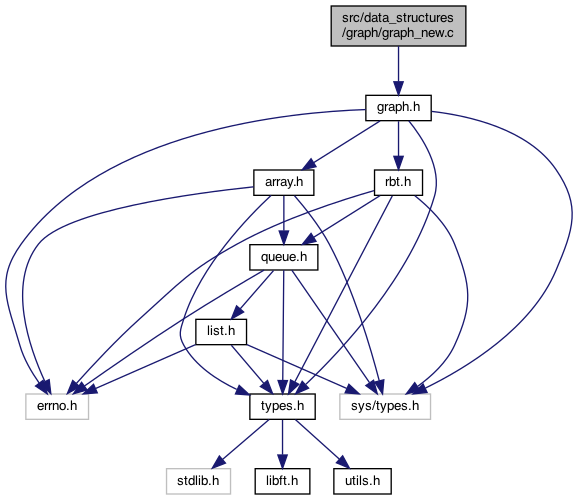 src/data_structures
/graph/graph_new.c
graph.h
array.h
rbt.h
queue.h
list.h
errno.h
types.h
sys/types.h
stdlib.h
libft.h
utils.h